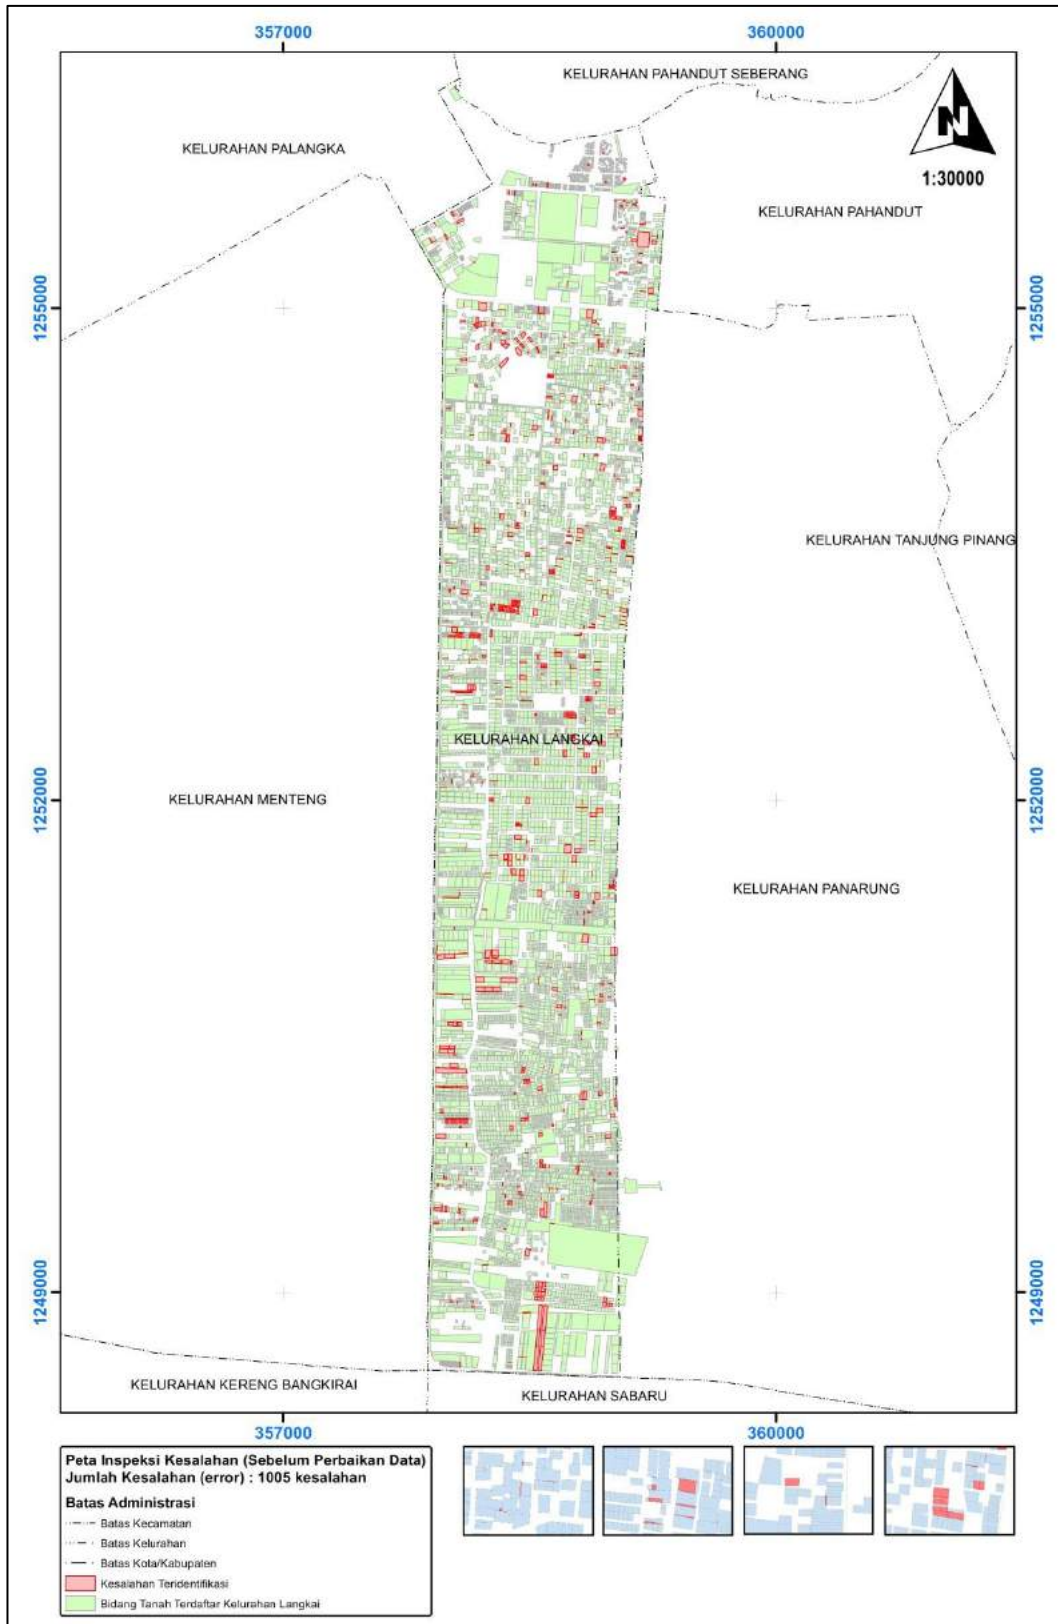 357000
360000
KELURAHAN PAHANDUT SEBERANG
KELURAHAN PALANGKA
N
1:30000
KELURAHAN PAHANDUT
1255000
1255000
KELURAHAN TANJUNG PINANG
KELURAHAN LANGKAI
KELURAHAN MENTENG
1252000
1252000
KELURAHAN PANARUNG
1249000
1249000
KELURAHAN KERENG BANGKIRAI
KELURAHAN SABARU
357000
360000
Peta Inspeksi Kesalahan (Sebelum Perbaikan Data)
Jumlah Kesalahan (error) : 1005 kesalahan
Batas Administrasi
Batas Kecamatan
Batas Kelurahan
Batas Kota/Kabupaten
Kesalahan Teridentifikasi
Bidang Tanah Terdaftar Kelurahan Langkai